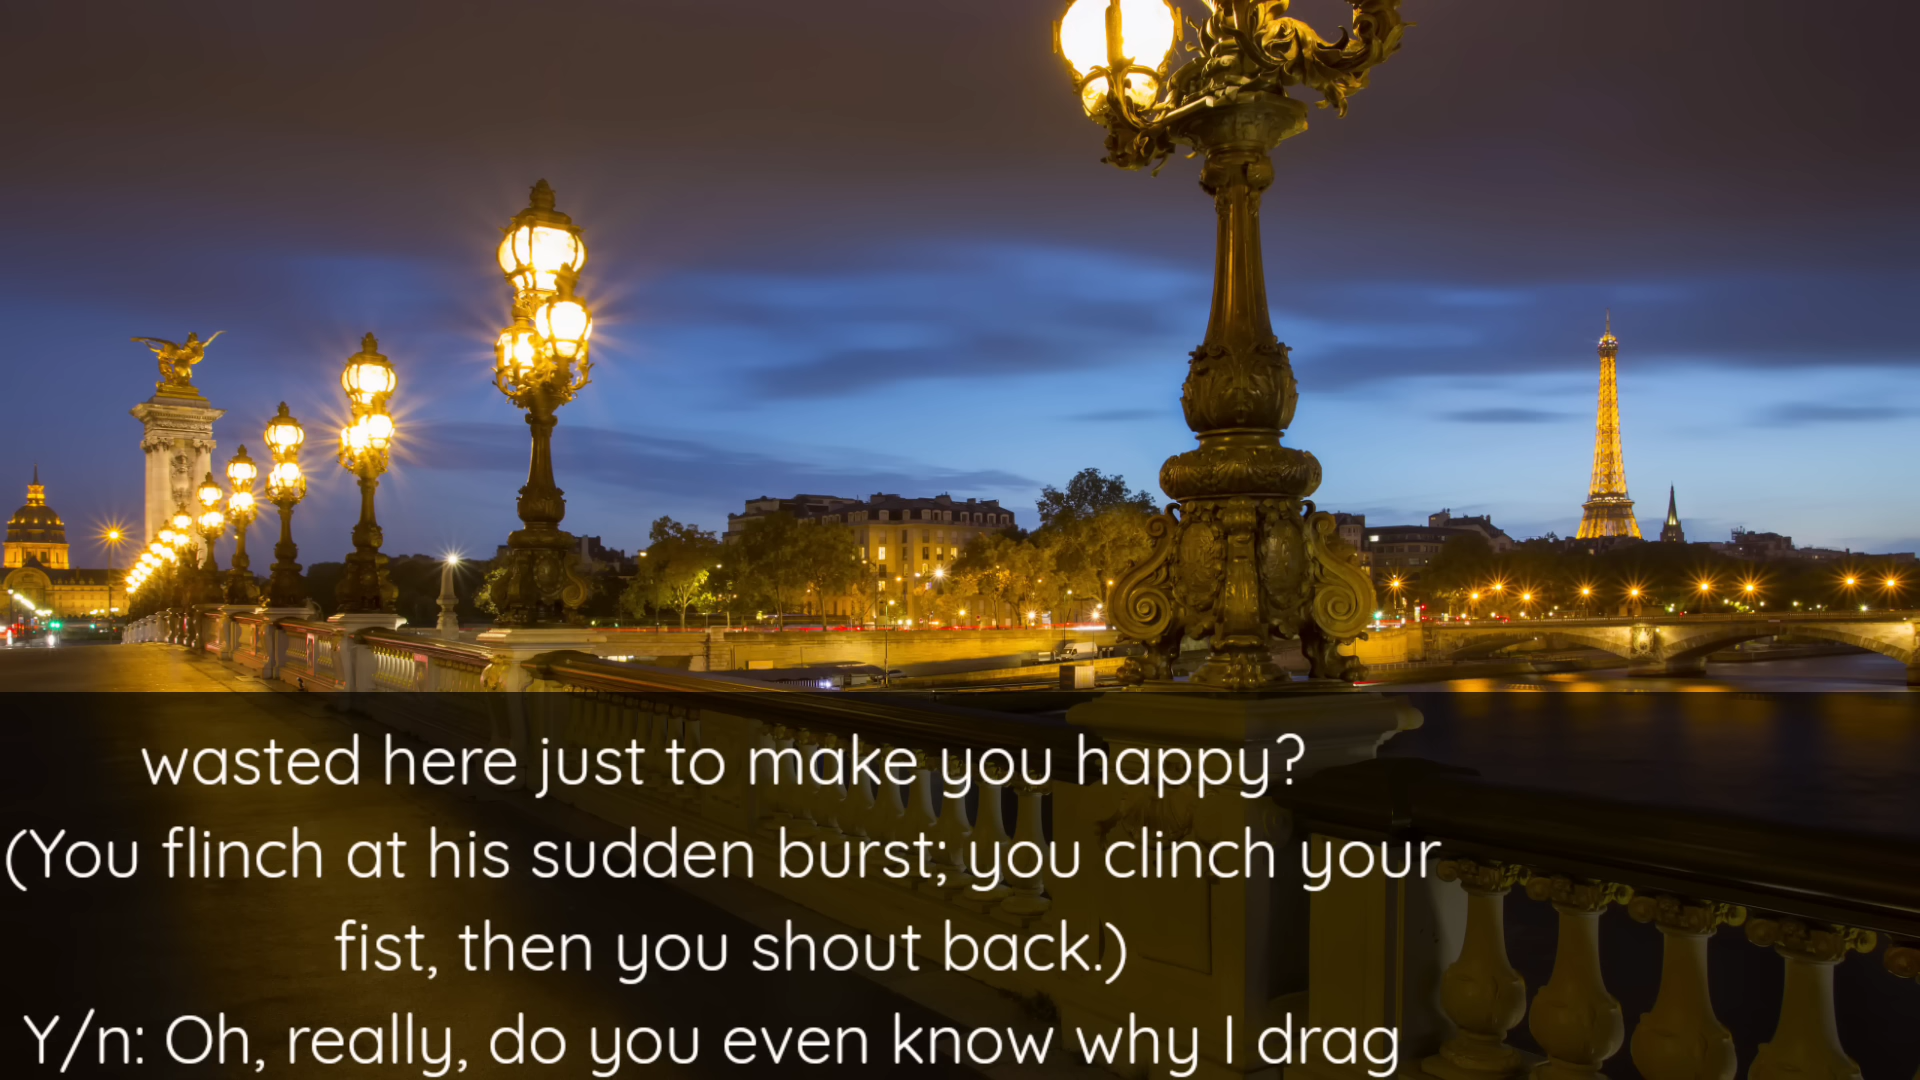 wasted here just to make you happy?
(You flinch at his sudden burst; you clinch your
fist, then you shout back.)
Y/n: Oh, really, do you even know why I drag